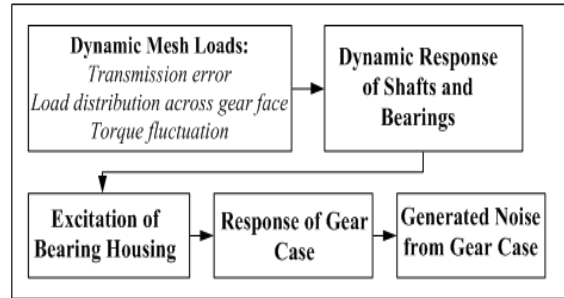 Dynamic Mesh Loads:
Transmission error
Load distribution across gear face
Torque fluctuation
Dynamic Response
of Shafts and
Bearings
Excitation of
Bearing Housing
Response of Gear
Case
Generated Noise
from Gear Case